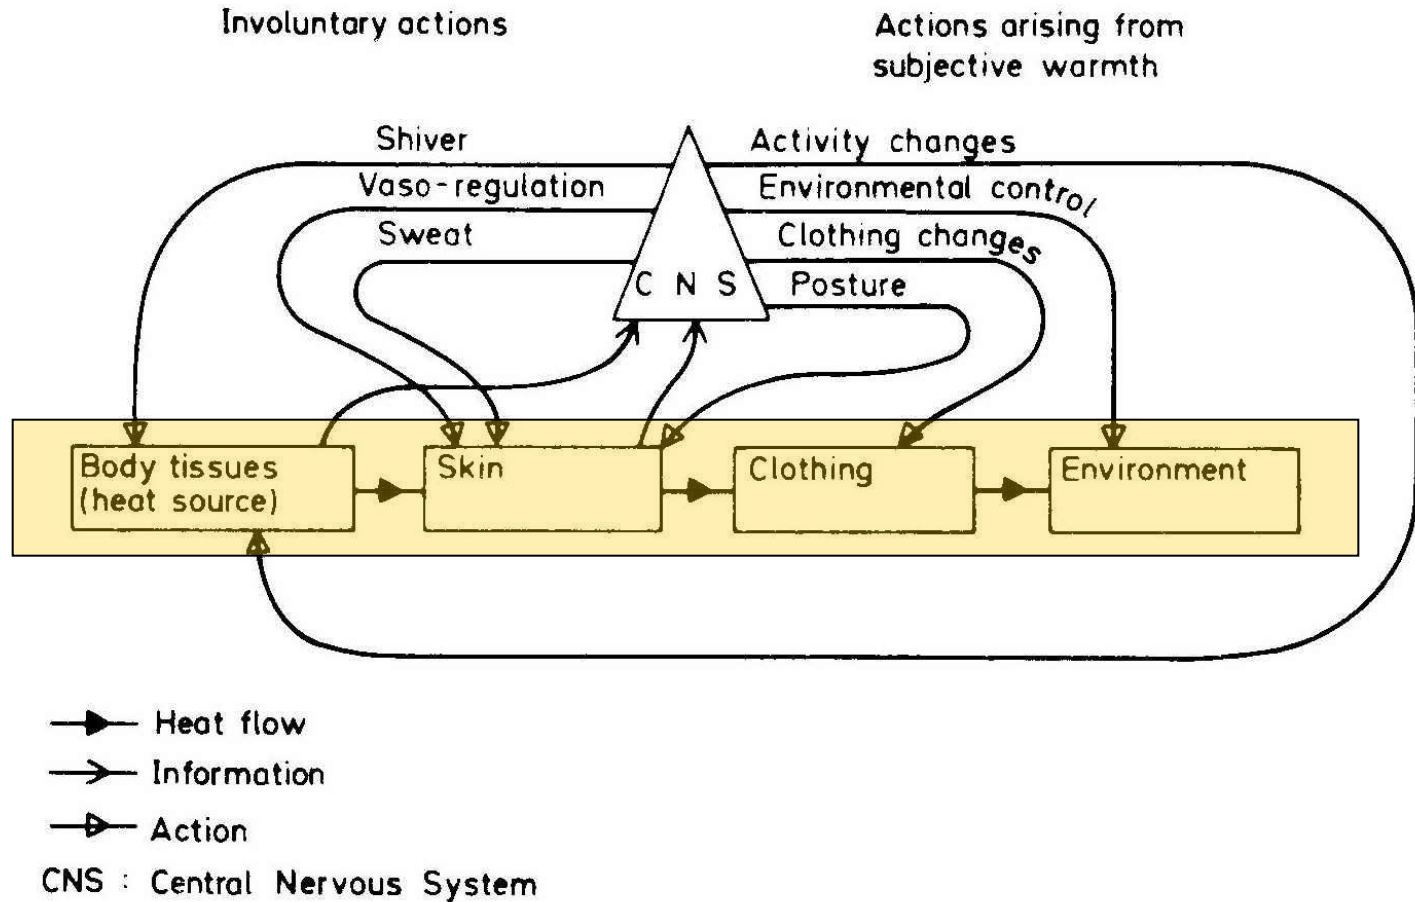 Involuntary actions
Actions arising from
subjective warmth
Shiver
Activity changes
Vaso-regulation
Environmental control
Sweat
Clothing changes
C N S
Posture
Body tissues
(heat source)
Skin
Clothing
Environment
Heat flow
Information
Action
CNS : Central Nervous System